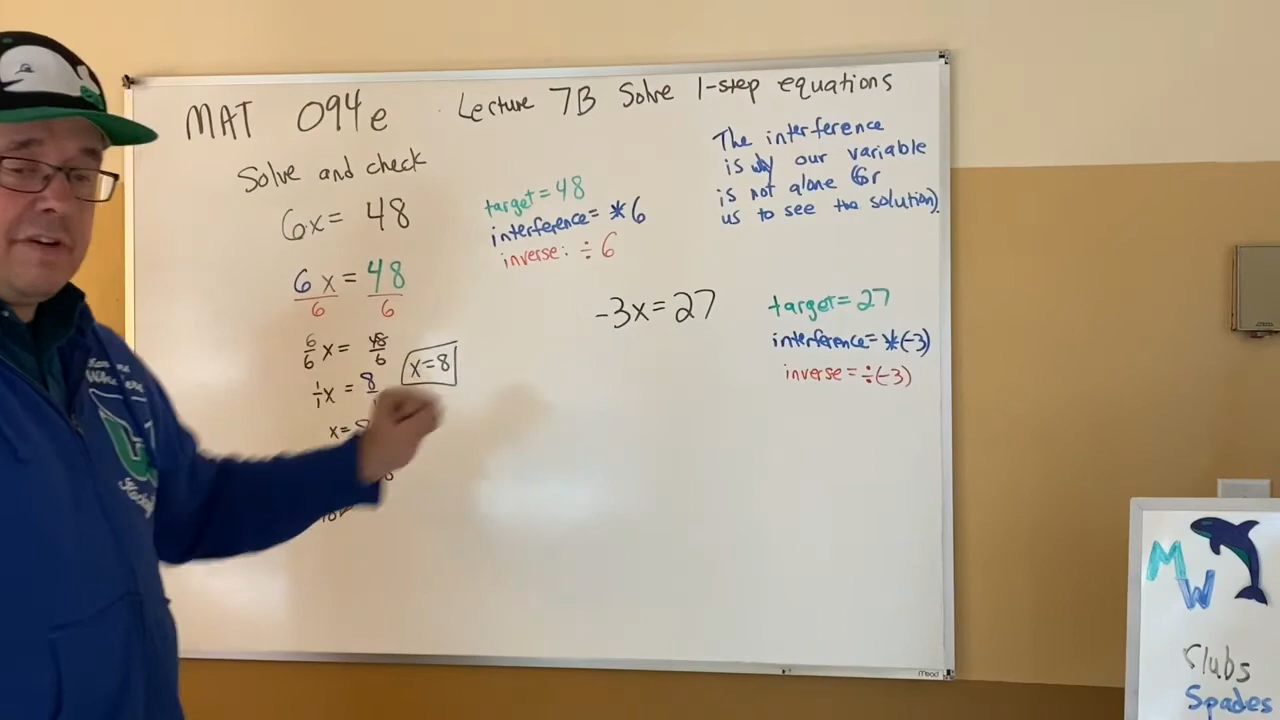 MAT 094e
Lecture 7B Solve 1-step equations
Solve and check
6x = 48
6x = 48
6 6
6/6 x = 48/6
1/1 x = 8
x = 8
x=8
target = 48
inverse: ÷ 6
interference = *6
The interference
is why our variable
is not alone (for
us to see the solution).
-3x = 27
target = 27
interference = *(-3)
inverse = ÷(-3)
Mead
MW
Clubs
Spades